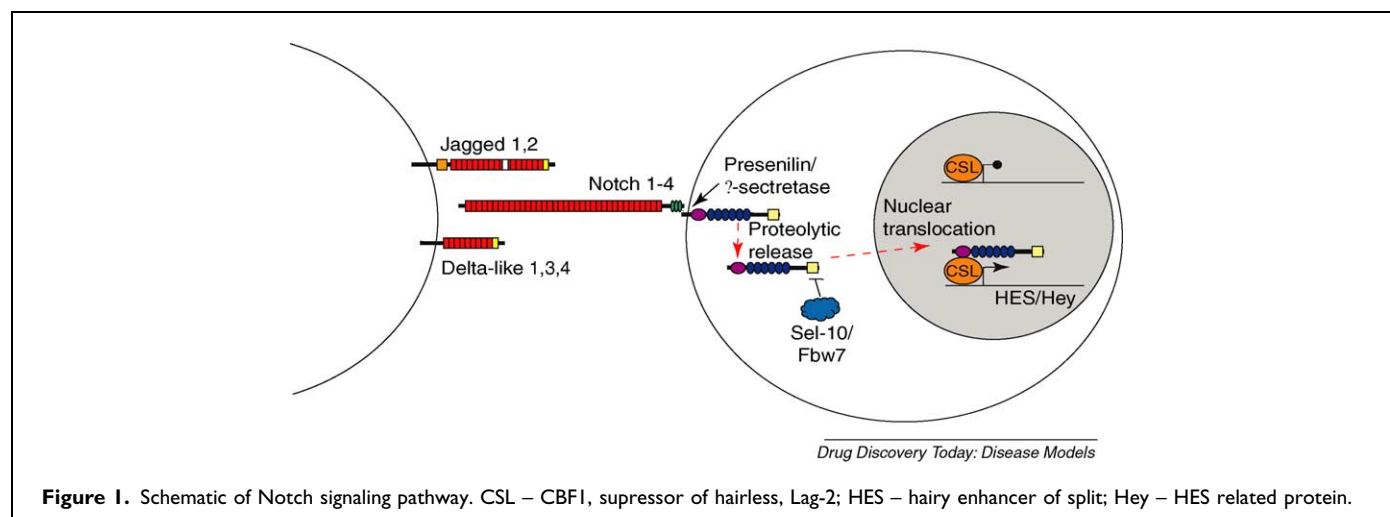 Jagged 1,2
Notch 1-4
Delta-like 1,3,4
Presenilin/
?-sectretase
Proteolytic
release
Sel-10/
Fbw7
Nuclear
translocation
CSL
CSL
HES/Hey
Drug Discovery Today: Disease Models
Figure 1. Schematic of Notch signaling pathway. CSL – CBF1, supressor of hairless, Lag-2; HES – hairy enhancer of split; Hey – HES related protein.